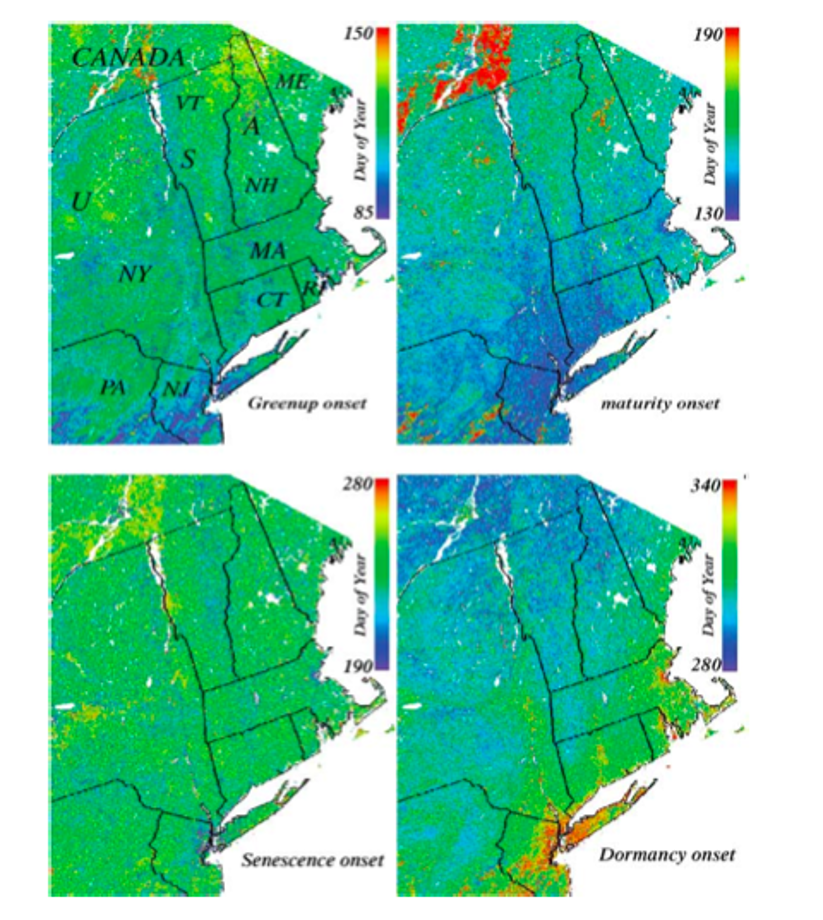 150
190
CANADA
ME
VT
A
Day of Year
Day of Year
S
NH
U
85
130
MA
NY
RI
CT
PA
NJ
Greenup onset
maturity onset
280
340
Day of Year
Day of Year
190
280
Senescence onset
Dormancy onset